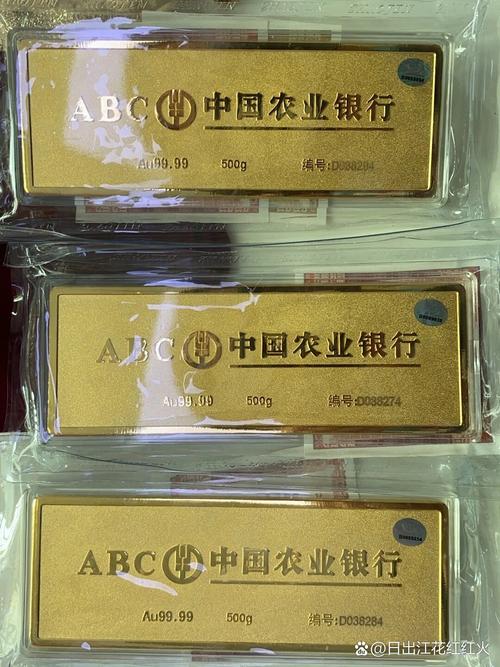 ABC 中国农业银行
Au99.99 500g 编号:D038294
ABC 中国农业银行
Au99.99 500g 编号:D038274
ABC 中国农业银行
Au99.99 500g 编号:D038284
@日出江花红红火